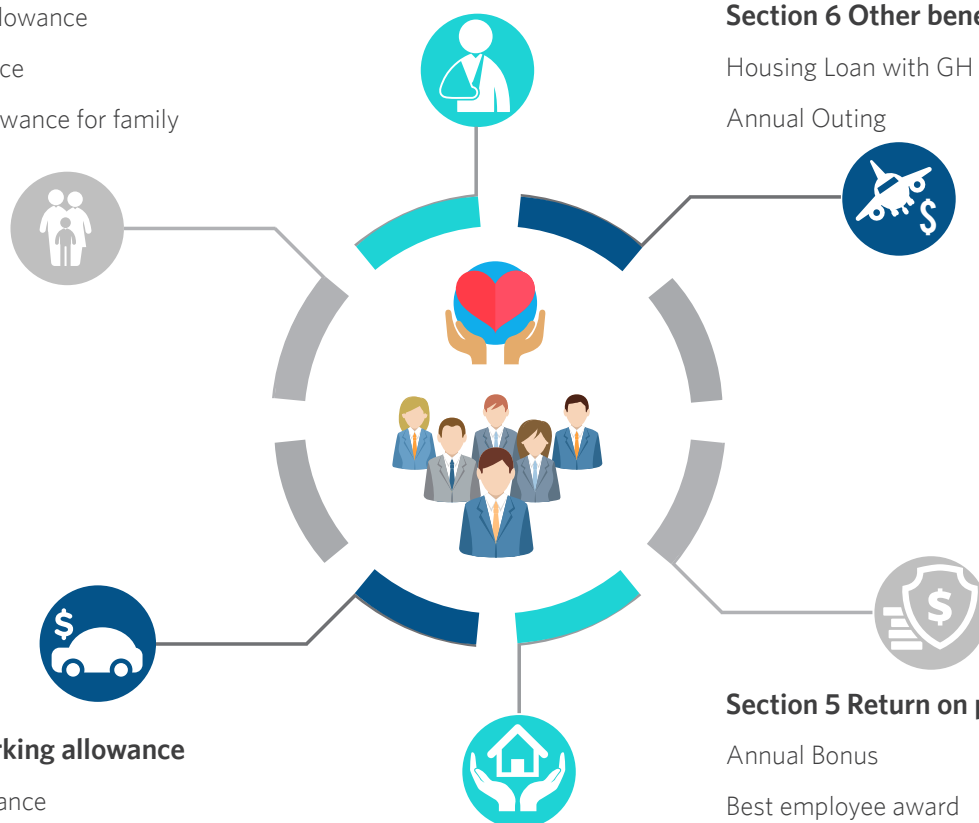 lowance
ce
wance for family
Section 6 Other bene
Housing Loan with GH
Annual Outing
$
$
$
rking allowance
ance
Section 5 Return on p
Annual Bonus
Best employee award